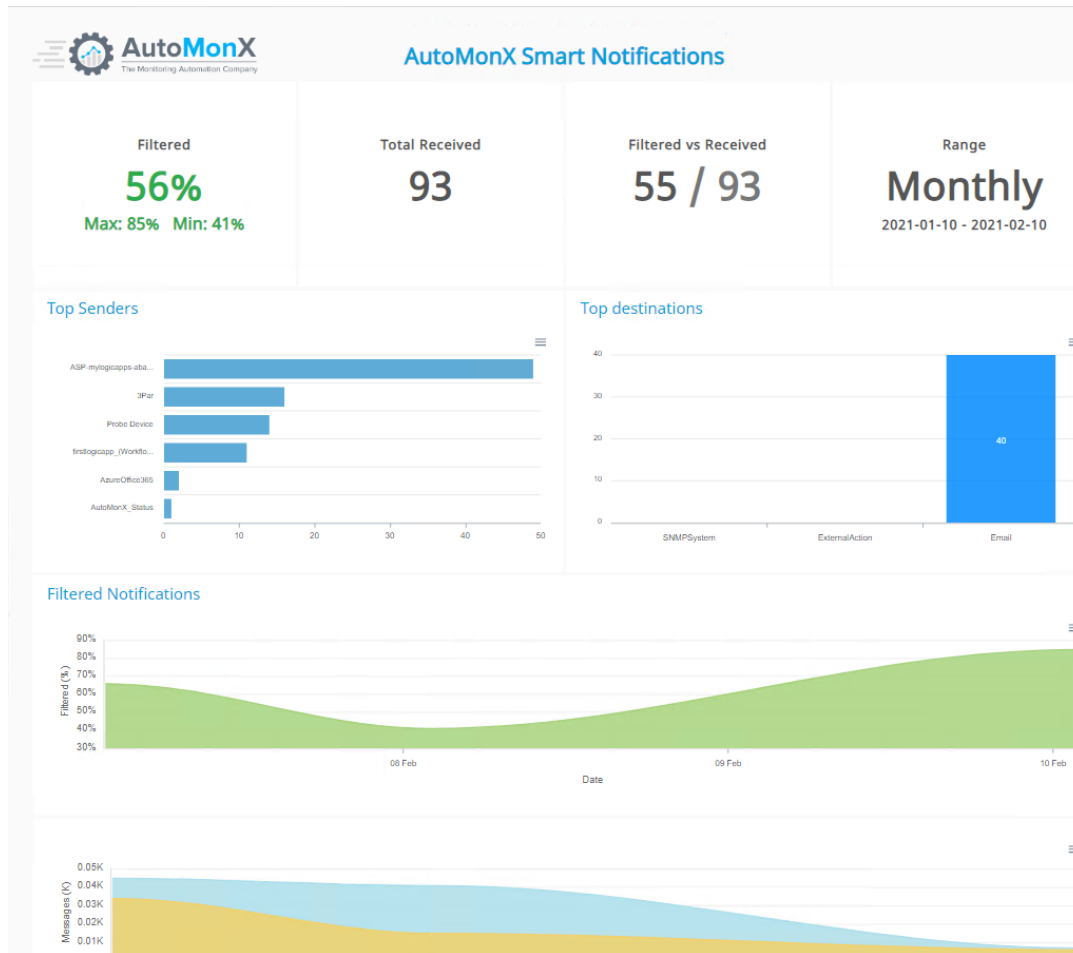 AutoMonX
The Monitoring Automation Company
AutoMonX Smart Notifications
Filtered
56%
Max: 85% Min: 41%
Total Received
93
Filtered vs Received
55 / 93
Range
Monthly
2021-01-10 - 2021-02-10
Top Senders
ASP-mylogicapps-aba...
3Par
Probe Device
firstlogicapp_(Workflo...
AzureOffice365
AutoMonX_Status
0 10 20 30 40 50
Top destinations
40
30
20
10
0
40
SNMPSystem ExternalAction Email
Filtered Notifications
Filtered (%)
90%
80%
70%
60%
50%
40%
30%
08 Feb 09 Feb 10 Feb
Date
Messages (K)
0.05K
0.04K
0.03K
0.02K
0.01K